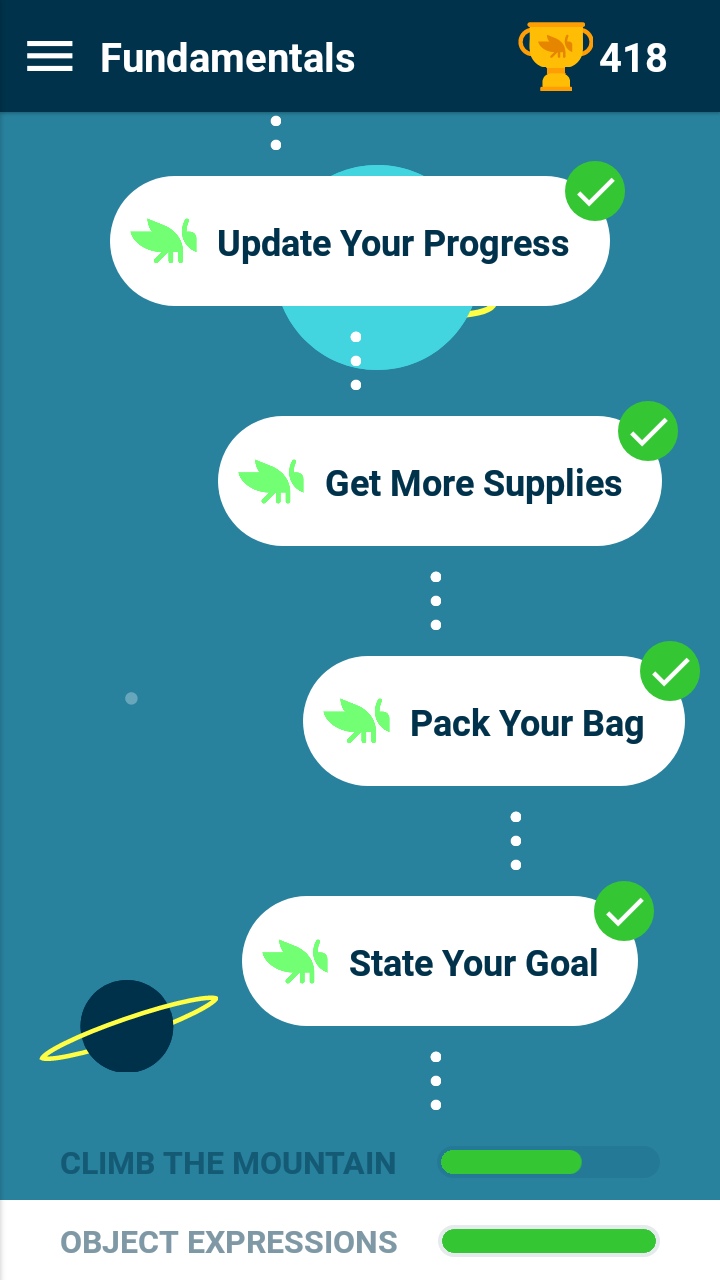 Fundamentals
418
Update Your Progress
Get More Supplies
Pack Your Bag
State Your Goal
CLIMB THE MOUNTAIN
OBJECT EXPRESSIONS